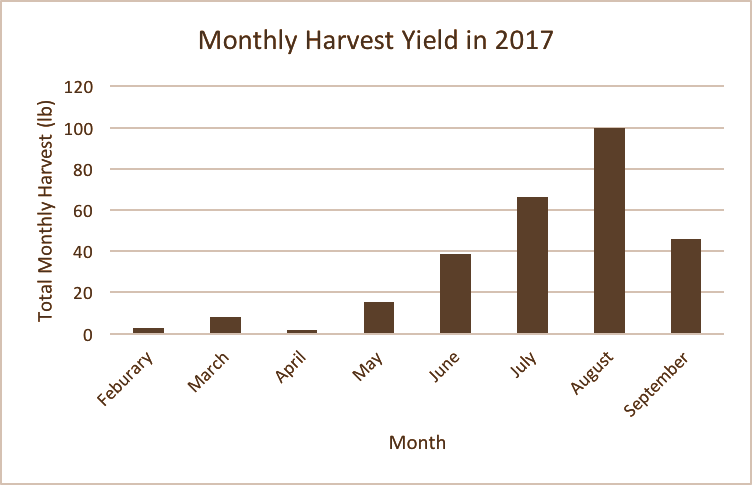 Monthly Harvest Yield in 2017
Total Monthly Harvest (lb)
120
100
80
60
40
20
0
Feburary
March
April
May
June
July
August
September
Month